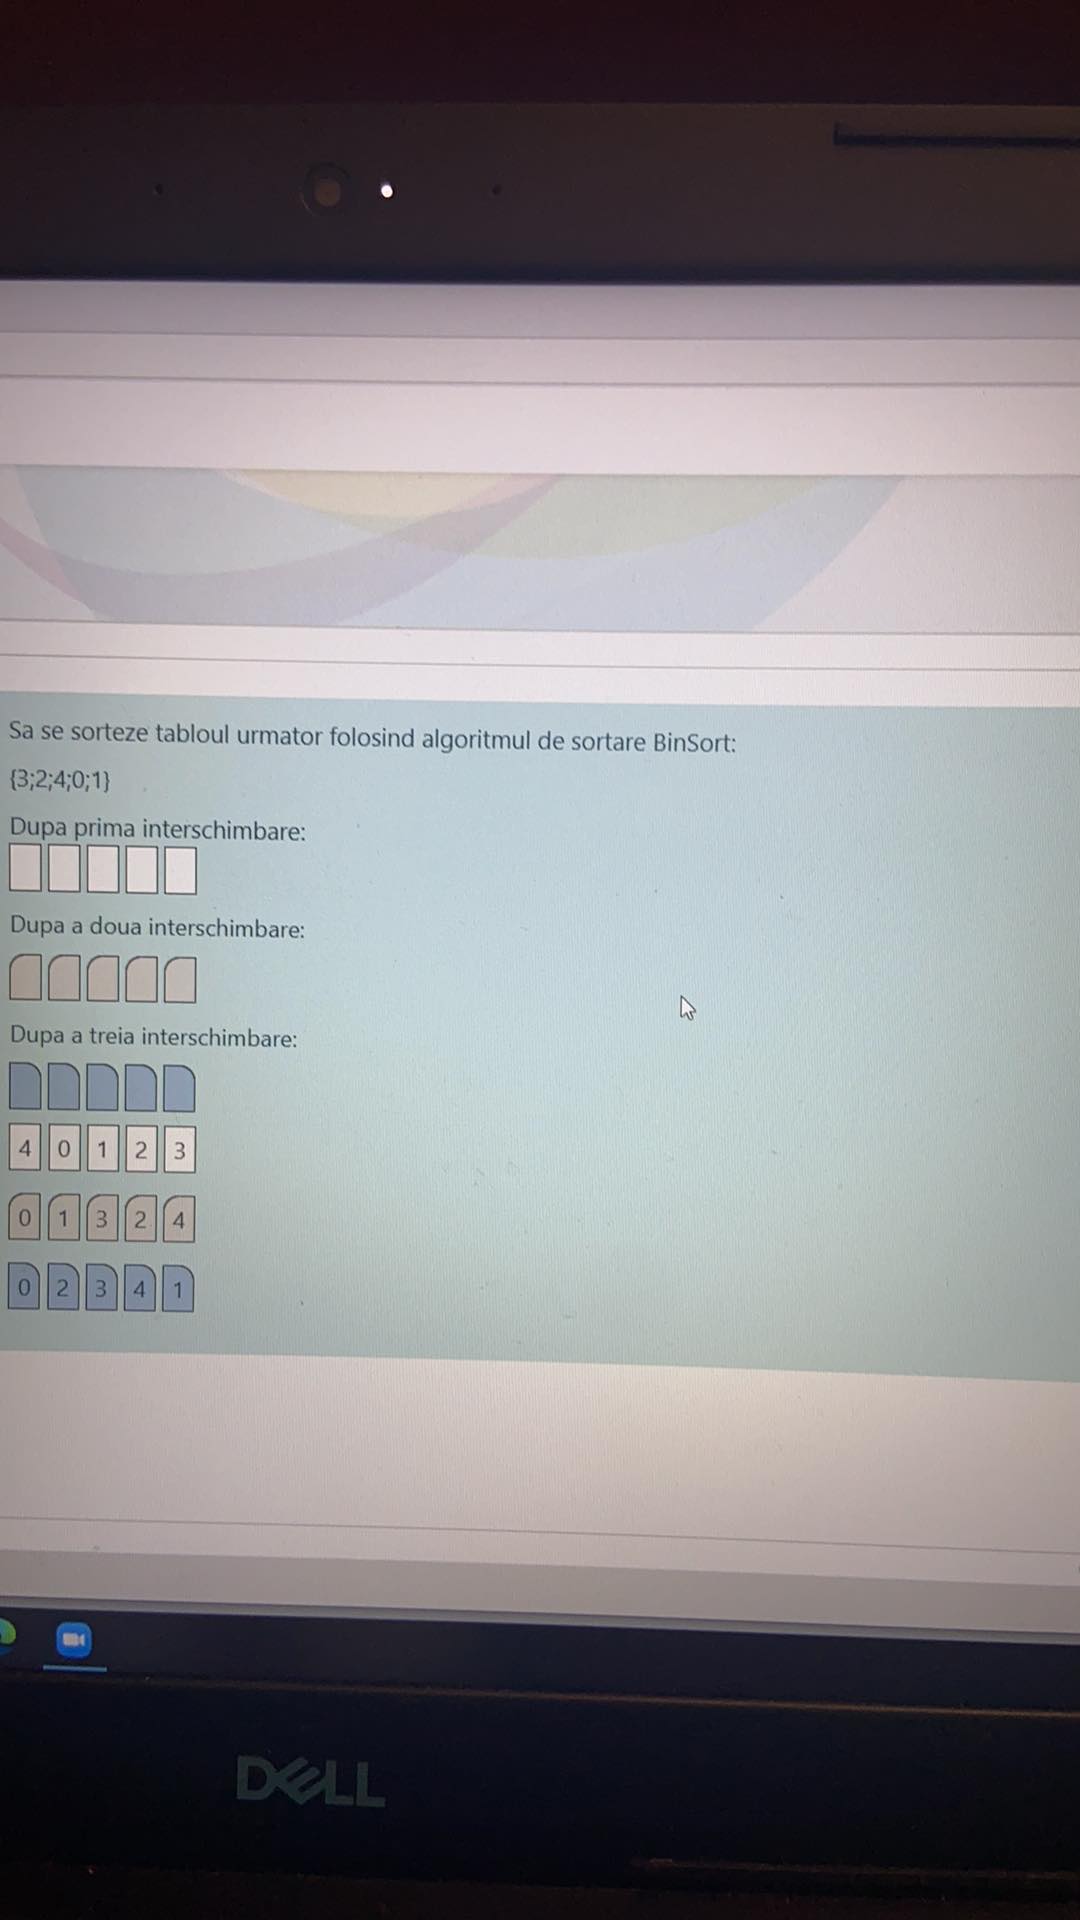 Sa se sorteze tabloul urmator folosind algoritmul de sortare BinSort:
{3;2;4;0;1}
Dupa prima interschimbare:
Dupa a doua interschimbare:
Dupa a treia interschimbare:
4 0 1 2 3
0 1 3 2 4
0 2 3 4 1
DELL